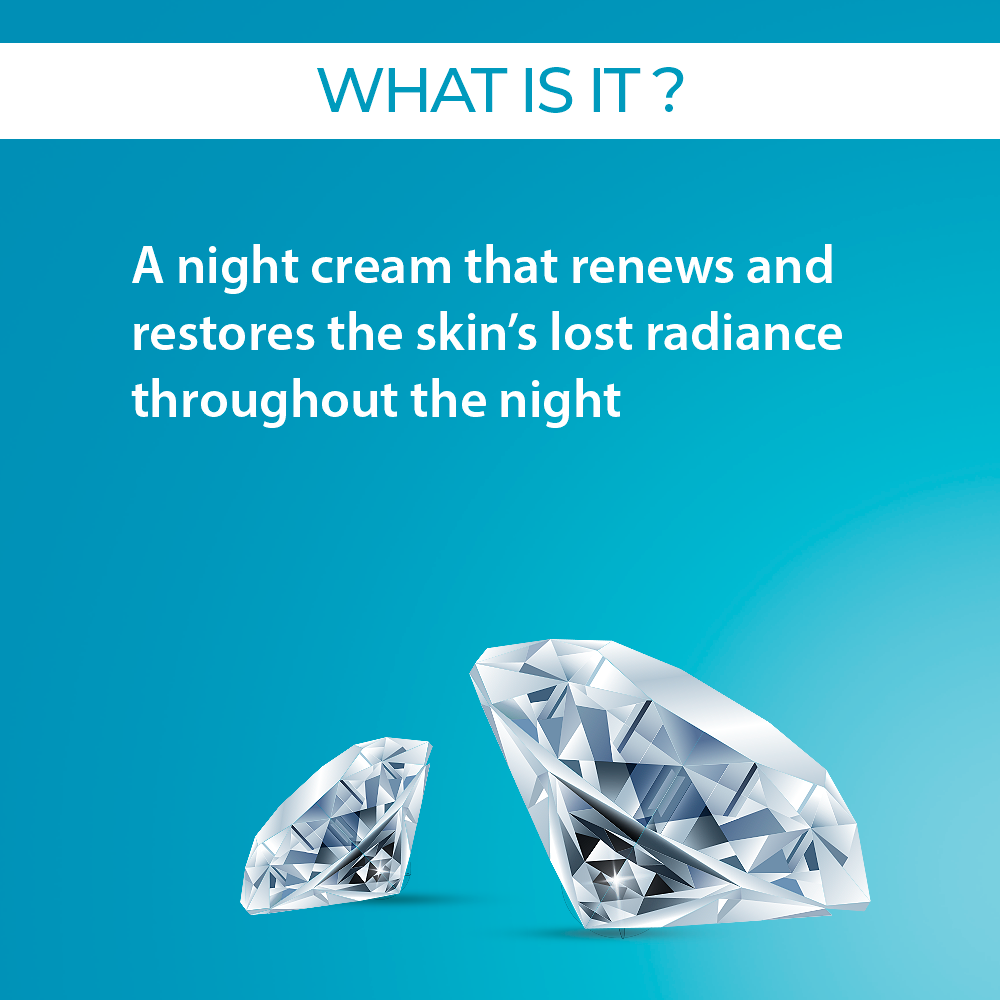 WHAT IS IT ?
A night cream that renews and
restores the skin’s lost radiance
throughout the night